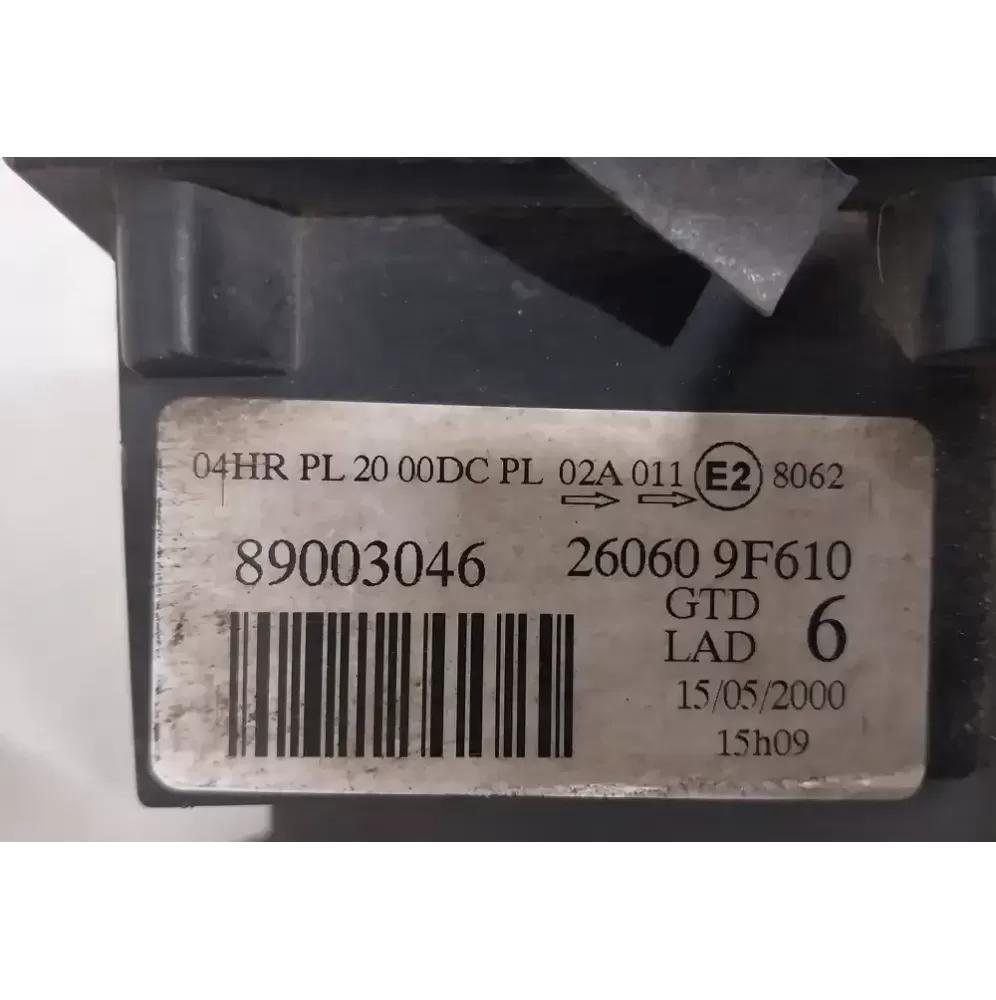 04HR PL 20 00DC PL 02A 011 E2 8062
89003046 26060 9F610
GTD
LAD 6
15/05/2000
15h09